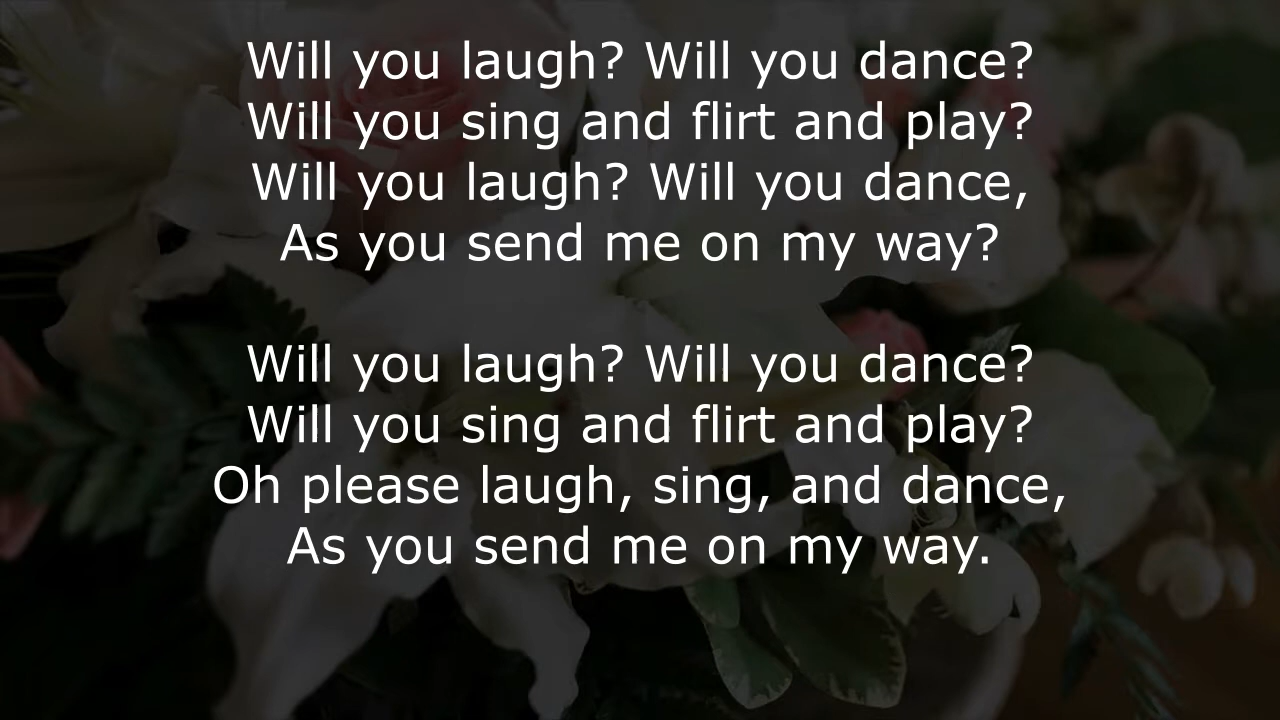 Will you laugh? Will you dance?
Will you sing and flirt and play?
Will you laugh? Will you dance,
As you send me on my way?
Will you laugh? Will you dance?
Will you sing and flirt and play?
Oh please laugh, sing, and dance,
As you send me on my way.